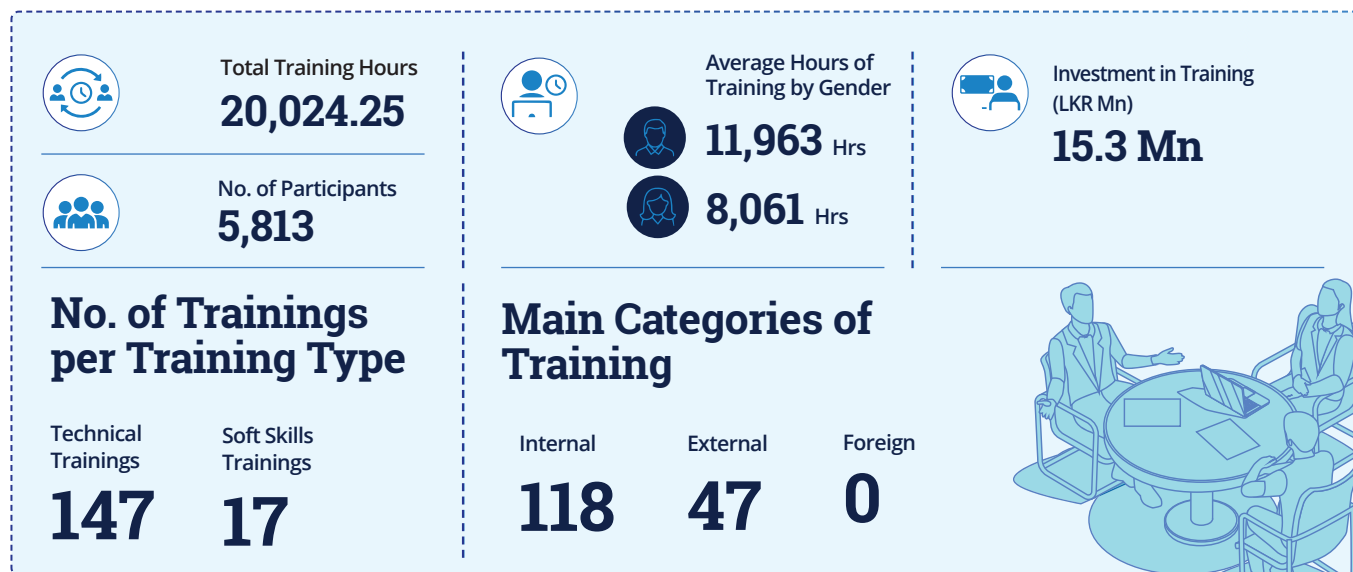 Total Training Hours
20,024.25
No. of Participants
5,813
Average Hours of
Training by Gender
11,963 Hrs
8,061 Hrs
Investment in Training
(LKR Mn)
15.3 Mn
No. of Trainings
per Training Type
Technical
Trainings
147
Soft Skills
Trainings
17
Main Categories of
Training
Internal
118
External
47
Foreign
0